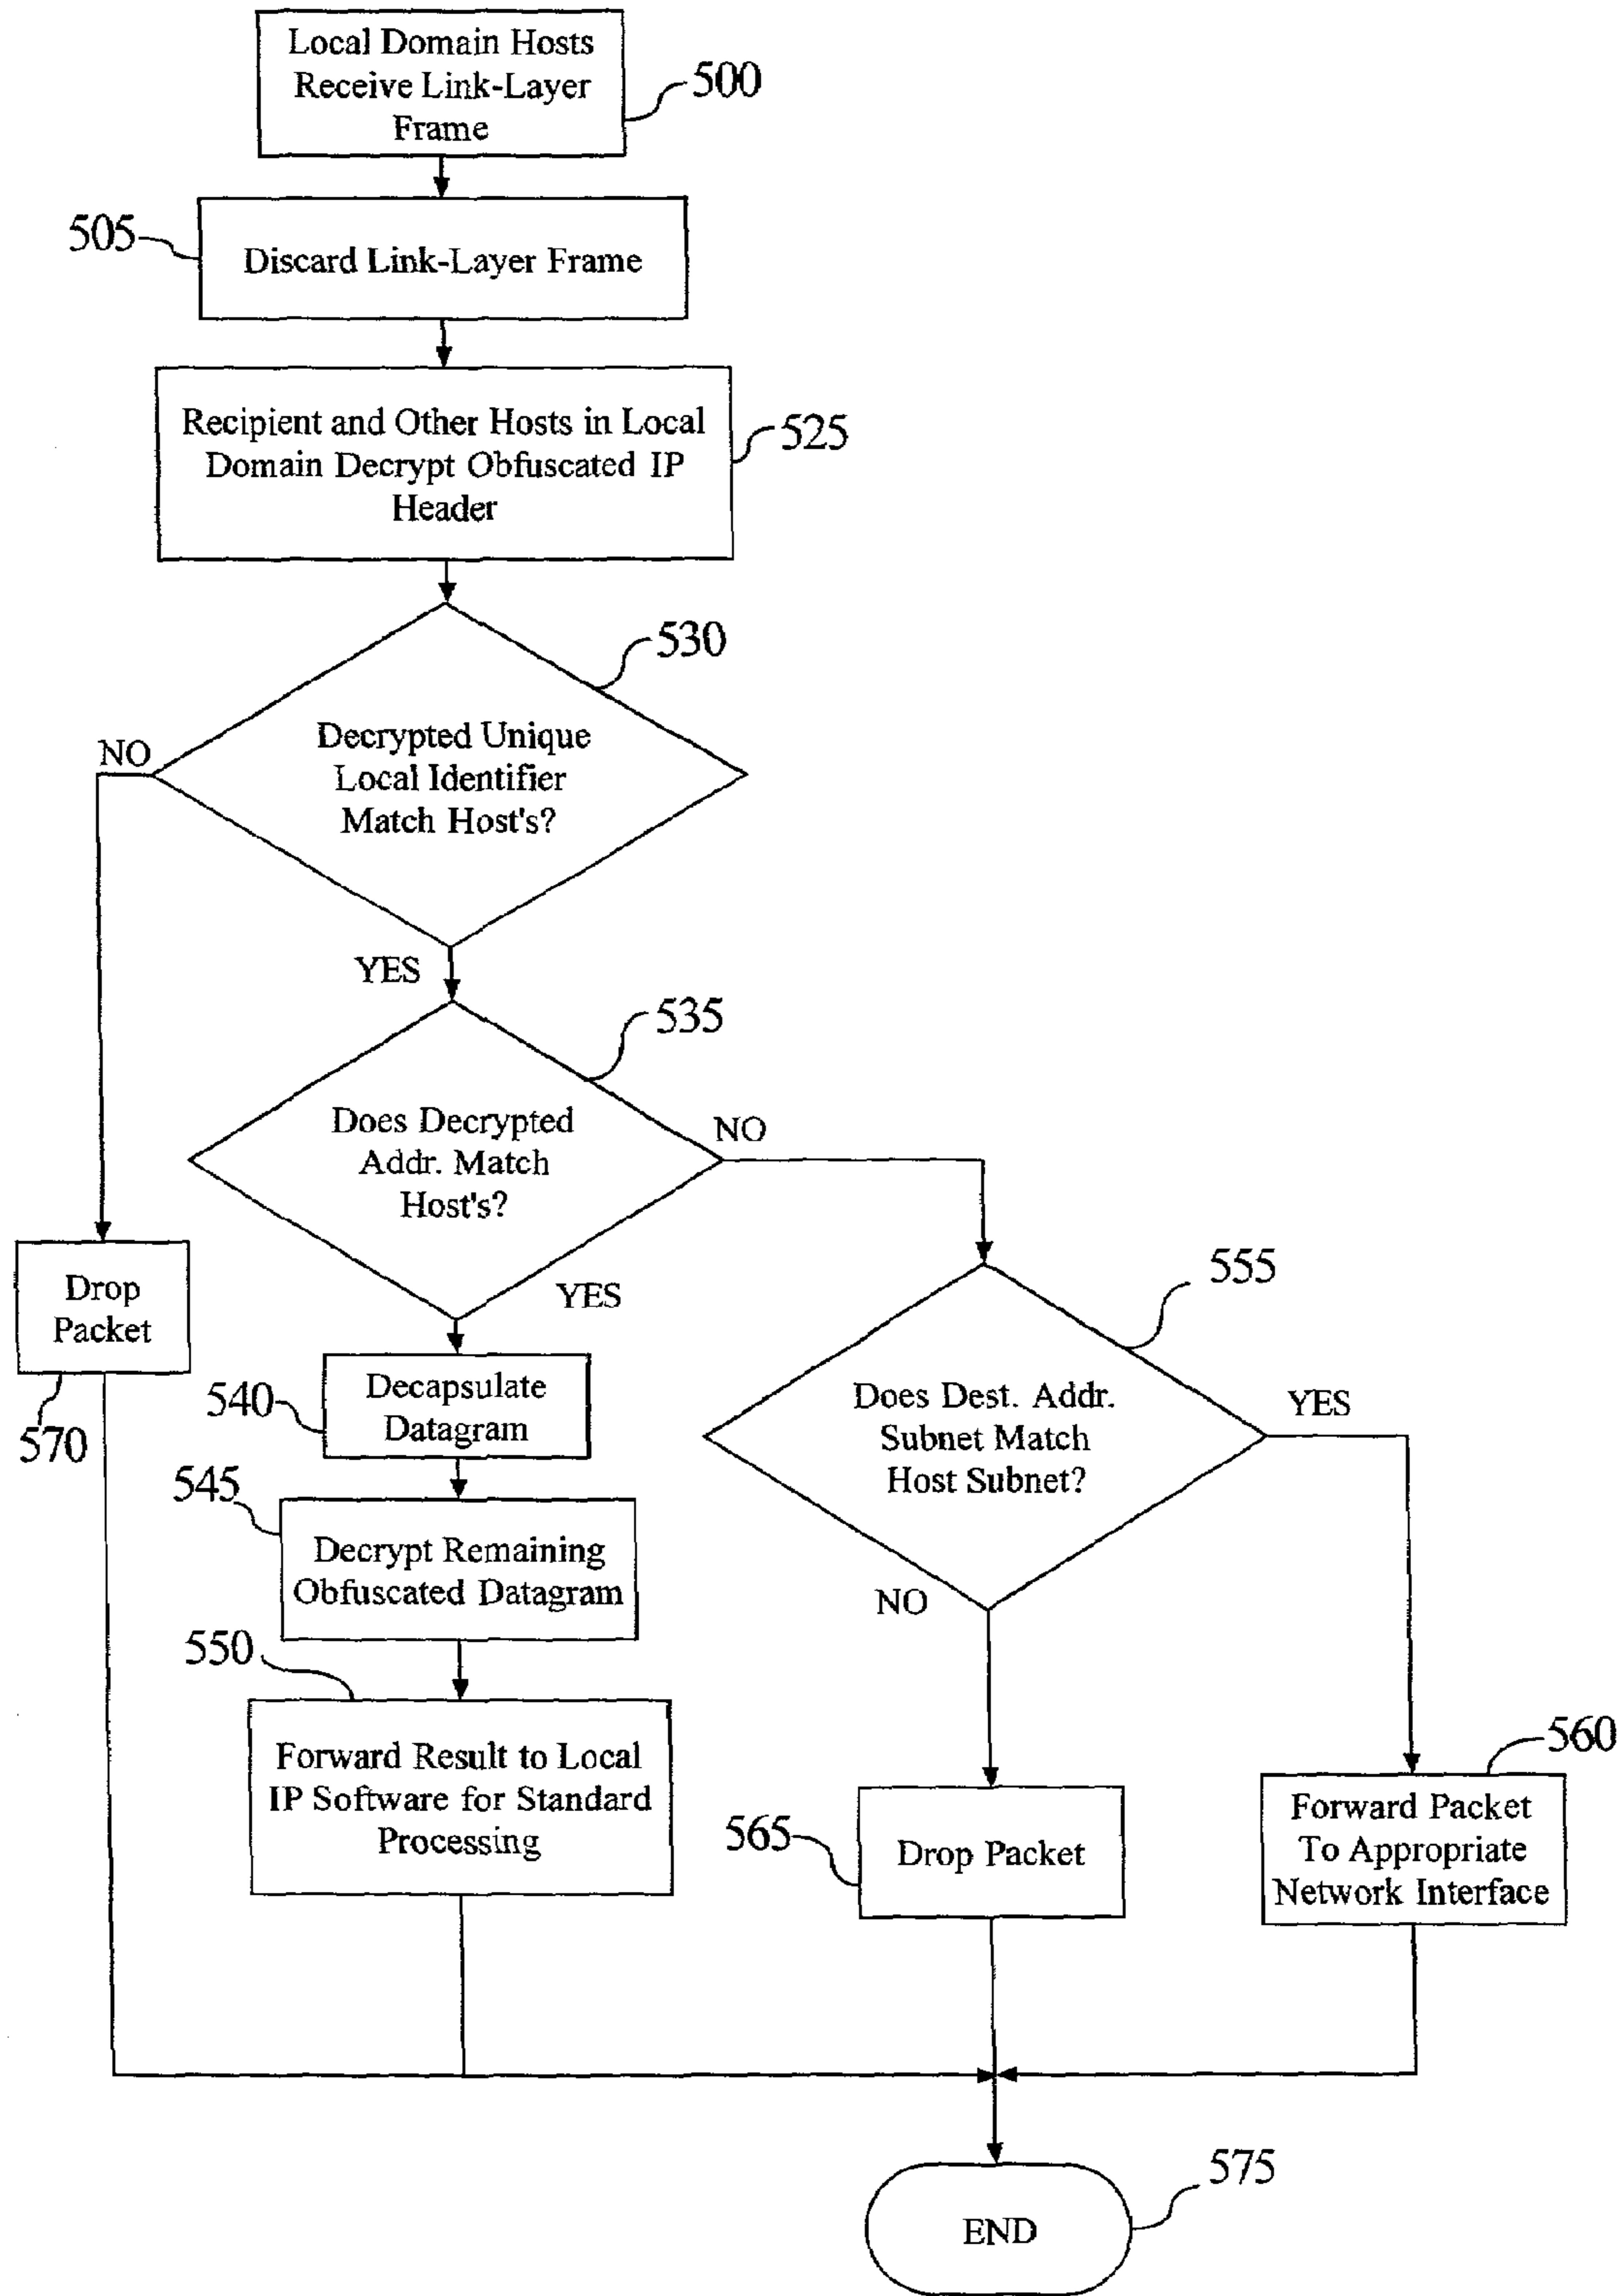 Local Domain Hosts
Receive Link-Layer
Frame
500
505
Discard Link-Layer Frame
Recipient and Other Hosts in Local
Domain Decrypt Obfuscated IP
Header
525
530
Decrypted Unique
Local Identifier
Match Host's?
NO
YES
535
Does Decrypted
Addr. Match
Host's?
NO
YES
Drop
Packet
570
540
Decapsulate
Datagram
555
Does Dest. Addr.
Subnet Match
Host Subnet?
YES
NO
545
Decrypt Remaining
Obfuscated Datagram
550
Forward Result to Local
IP Software for Standard
Processing
565
Drop Packet
560
Forward Packet
To Appropriate
Network Interface
END
575